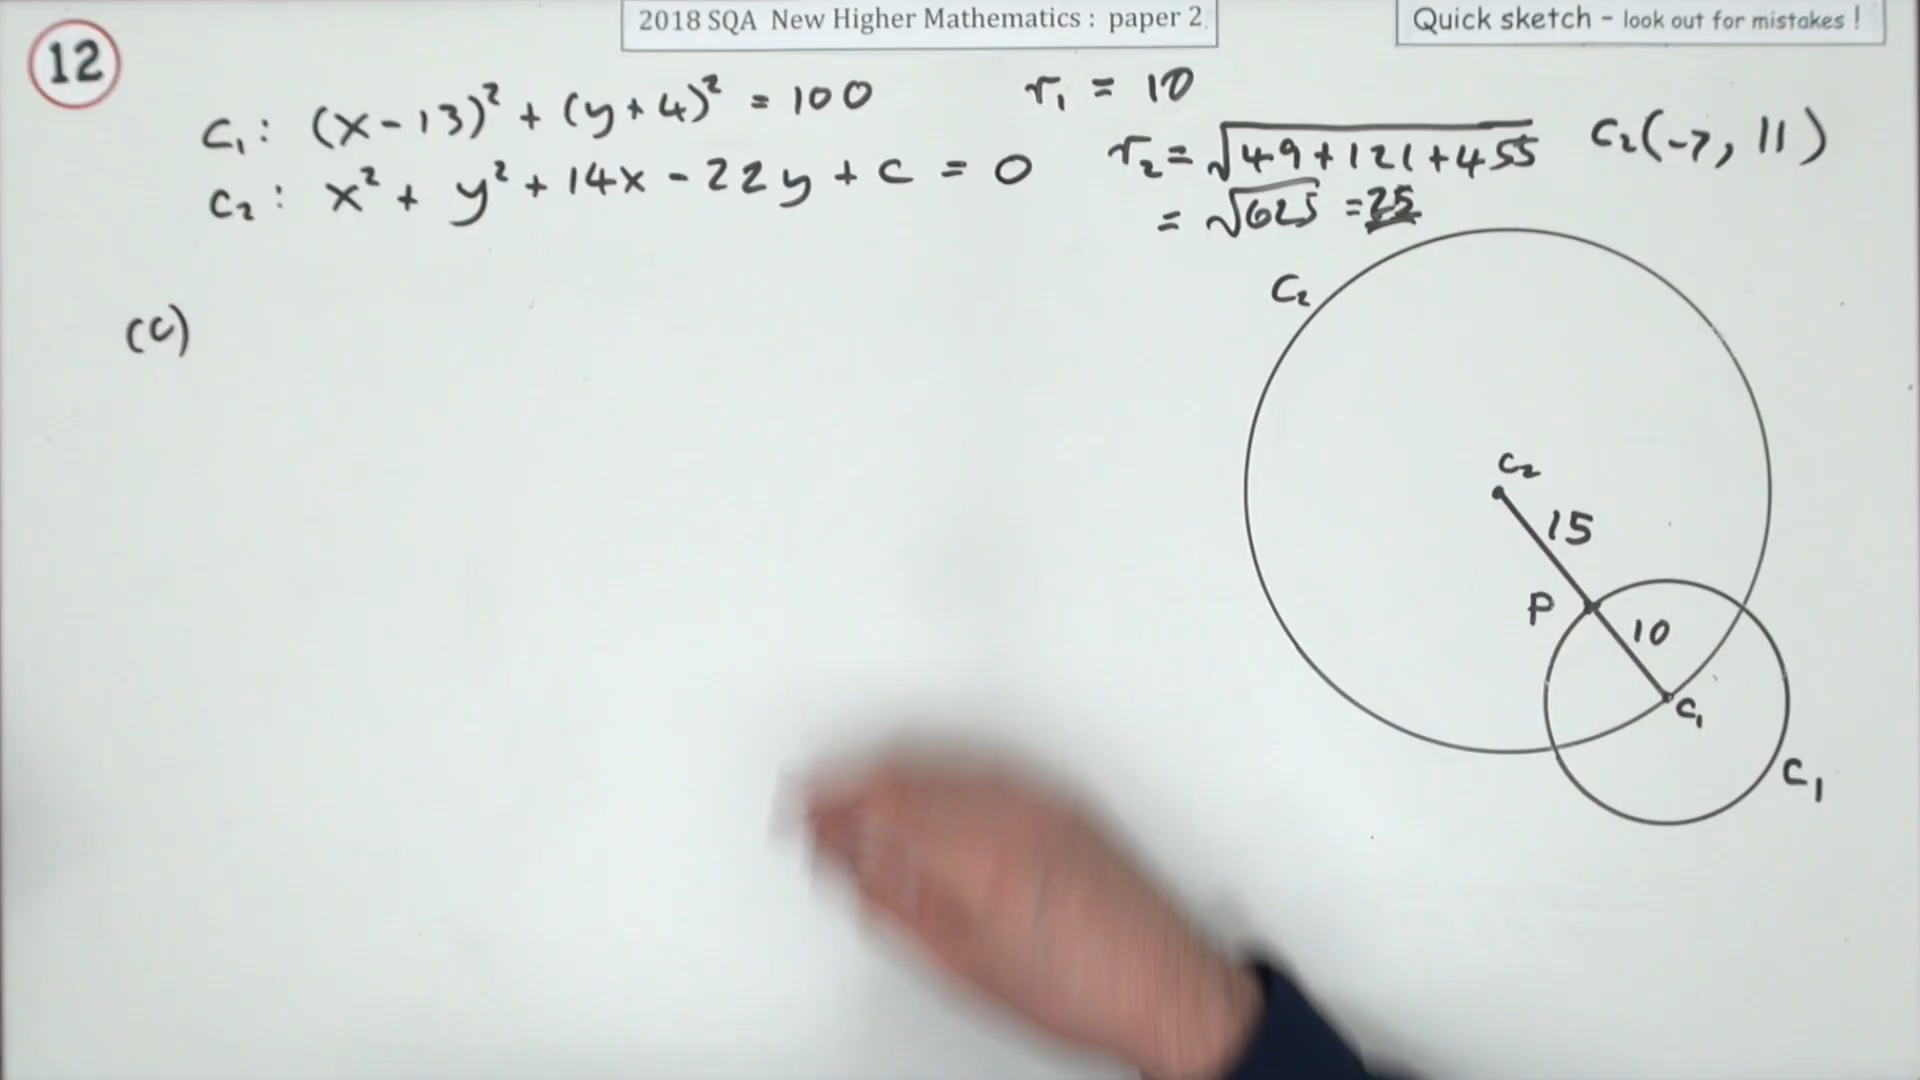 12
2018 SQA New Higher Mathematics : paper 2
Quick sketch – look out for mistakes !
C₁ : (x - 13)² + (y + 4)² = 100
r₁ = 10
C₂ : x² + y² + 14x - 22y + c = 0
r₂ = √49 + 121 + 455
C₂(-7, 11)
= √625 = 25
(c)
C₂
C₂
15
P
10
C₁
C₁